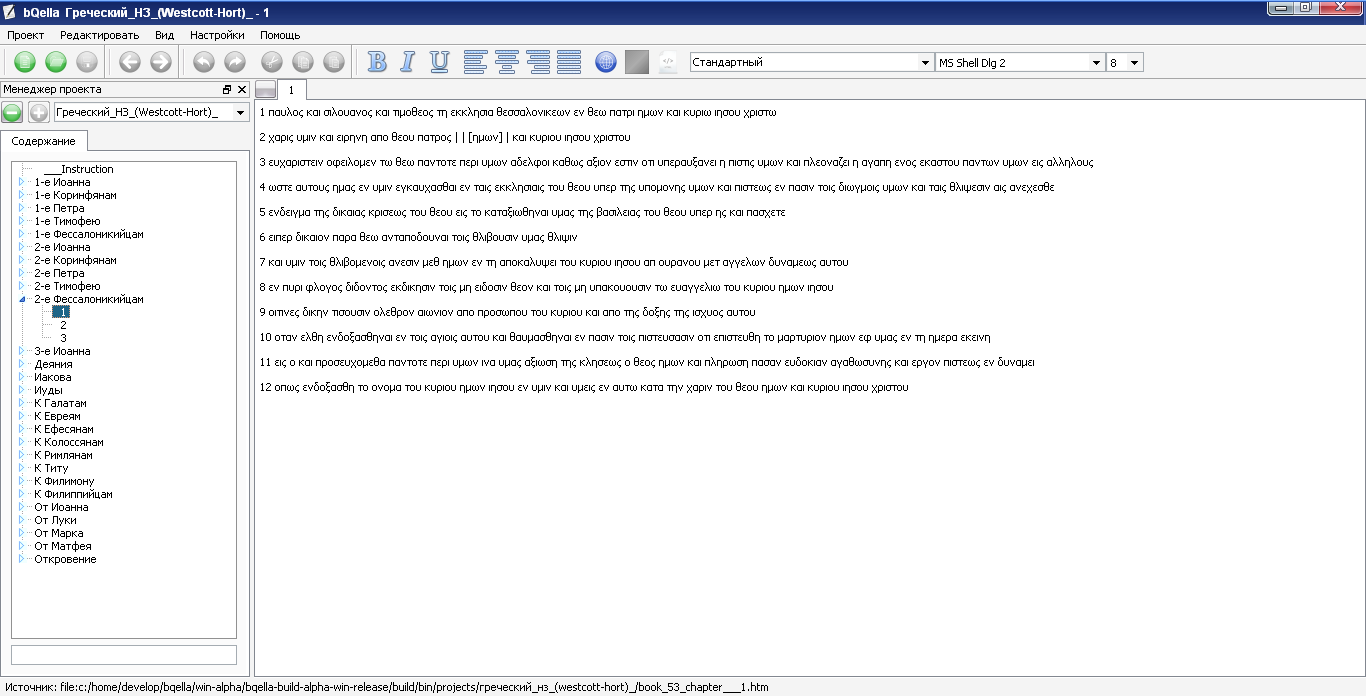 bQella Греческий_НЗ_(Westcott-Hort)_ - 1
Проект Редактировать Вид Настройки Помощь
B I U Стандартный MS Shell Dlg 2 8
Менеджер проекта
1
Греческий_НЗ_(Westcott-Hort)_
Содержание
___Instruction
1-е Иоанна
1-е Коринфянам
1-е Петра
1-е Тимофею
1-е Фессалоникийцам
2-е Иоанна
2-е Коринфянам
2-е Петра
2-е Тимофею
2-е Фессалоникийцам
1
2
3
3-е Иоанна
Деяния
Иакова
Иуды
К Галатам
К Евреям
К Ефесянам
К Колоссянам
К Римлянам
К Титу
К Филимону
К Филиппийцам
От Иоанна
От Луки
От Марка
От Матфея
Откровение
1 παυλος και σιλουανος και τιμοθεος τη εκκλησια θεσσαλονικεων εν θεω πατρι ημων και κυριω ιησου χριστω
2 χαρις υμιν και ειρηνη απο θεου πατρος | | [ημων] | και κυριου ιησου χριστου
3 ευχαριστειν οφειλομεν τω θεω παντοτε περι υμων αδελφοι καθως αξιον εστιν οτι υπεραυξανει η πιστις υμων και πλεοναζει η αγαπη ενος εκαστου παντων υμων εις αλληλους
4 ωστε αυτους ημας εν υμιν εγκαυχασθαι εν ταις εκκλησιαις του θεου υπερ της υπομονης υμων και πιστεως εν πασιν τοις διωγμοις υμων και ταις θλιψεσιν αις ανεχεσθε
5 ενδειγμα της δικαιας κρισεως του θεου εις το καταξιωθηναι υμας της βασιλειας του θεου υπερ ης και πασχετε
6 ειπερ δικαιον παρα θεω ανταποδουναι τοις θλιβουσιν υμας θλιψιν
7 και υμιν τοις θλιβομενοις ανεσιν μεθ ημων εν τη αποκαλυψει του κυριου ιησου απ ουρανου μετ αγγελων δυναμεως αυτου
8 εν πυρι φλογος διδοντος εκδικησιν τοις μη ειδοσιν θεον και τοις μη υπακουουσιν τω ευαγγελιω του κυριου ημων ιησου
9 οιτινες δικην τισουσιν ολεθρον αιωνιον απο προσωπου του κυριου και απο της δοξης της ισχυος αυτου
10 οταν ελθη ενδοξασθηναι εν τοις αγιοις αυτου και θαυμασθηναι εν πασιν τοις πιστευσασιν οτι επιστευθη το μαρτυριον ημων εφ υμας εν τη ημερα εκεινη
11 εις ο και προσευχομεθα παντοτε περι υμων ινα υμας αξιωση της κλησεως ο θεος ημων και πληρωση πασαν ευδοκιαν αγαθωσυνης και εργον πιστεως εν δυναμει
12 οπως ενδοξασθη το ονομα του κυριου ημων ιησου εν υμιν και υμεις εν αυτω κατα την χαριν του θεου ημων και κυριου ιησου χριστου
Источник: file:c:/home/develop/bqella/win-alpha/bqella-build-alpha-win-release/build/bin/projects/греческий_нз_(westcott-hort)_/book_53_chapter___1.htm